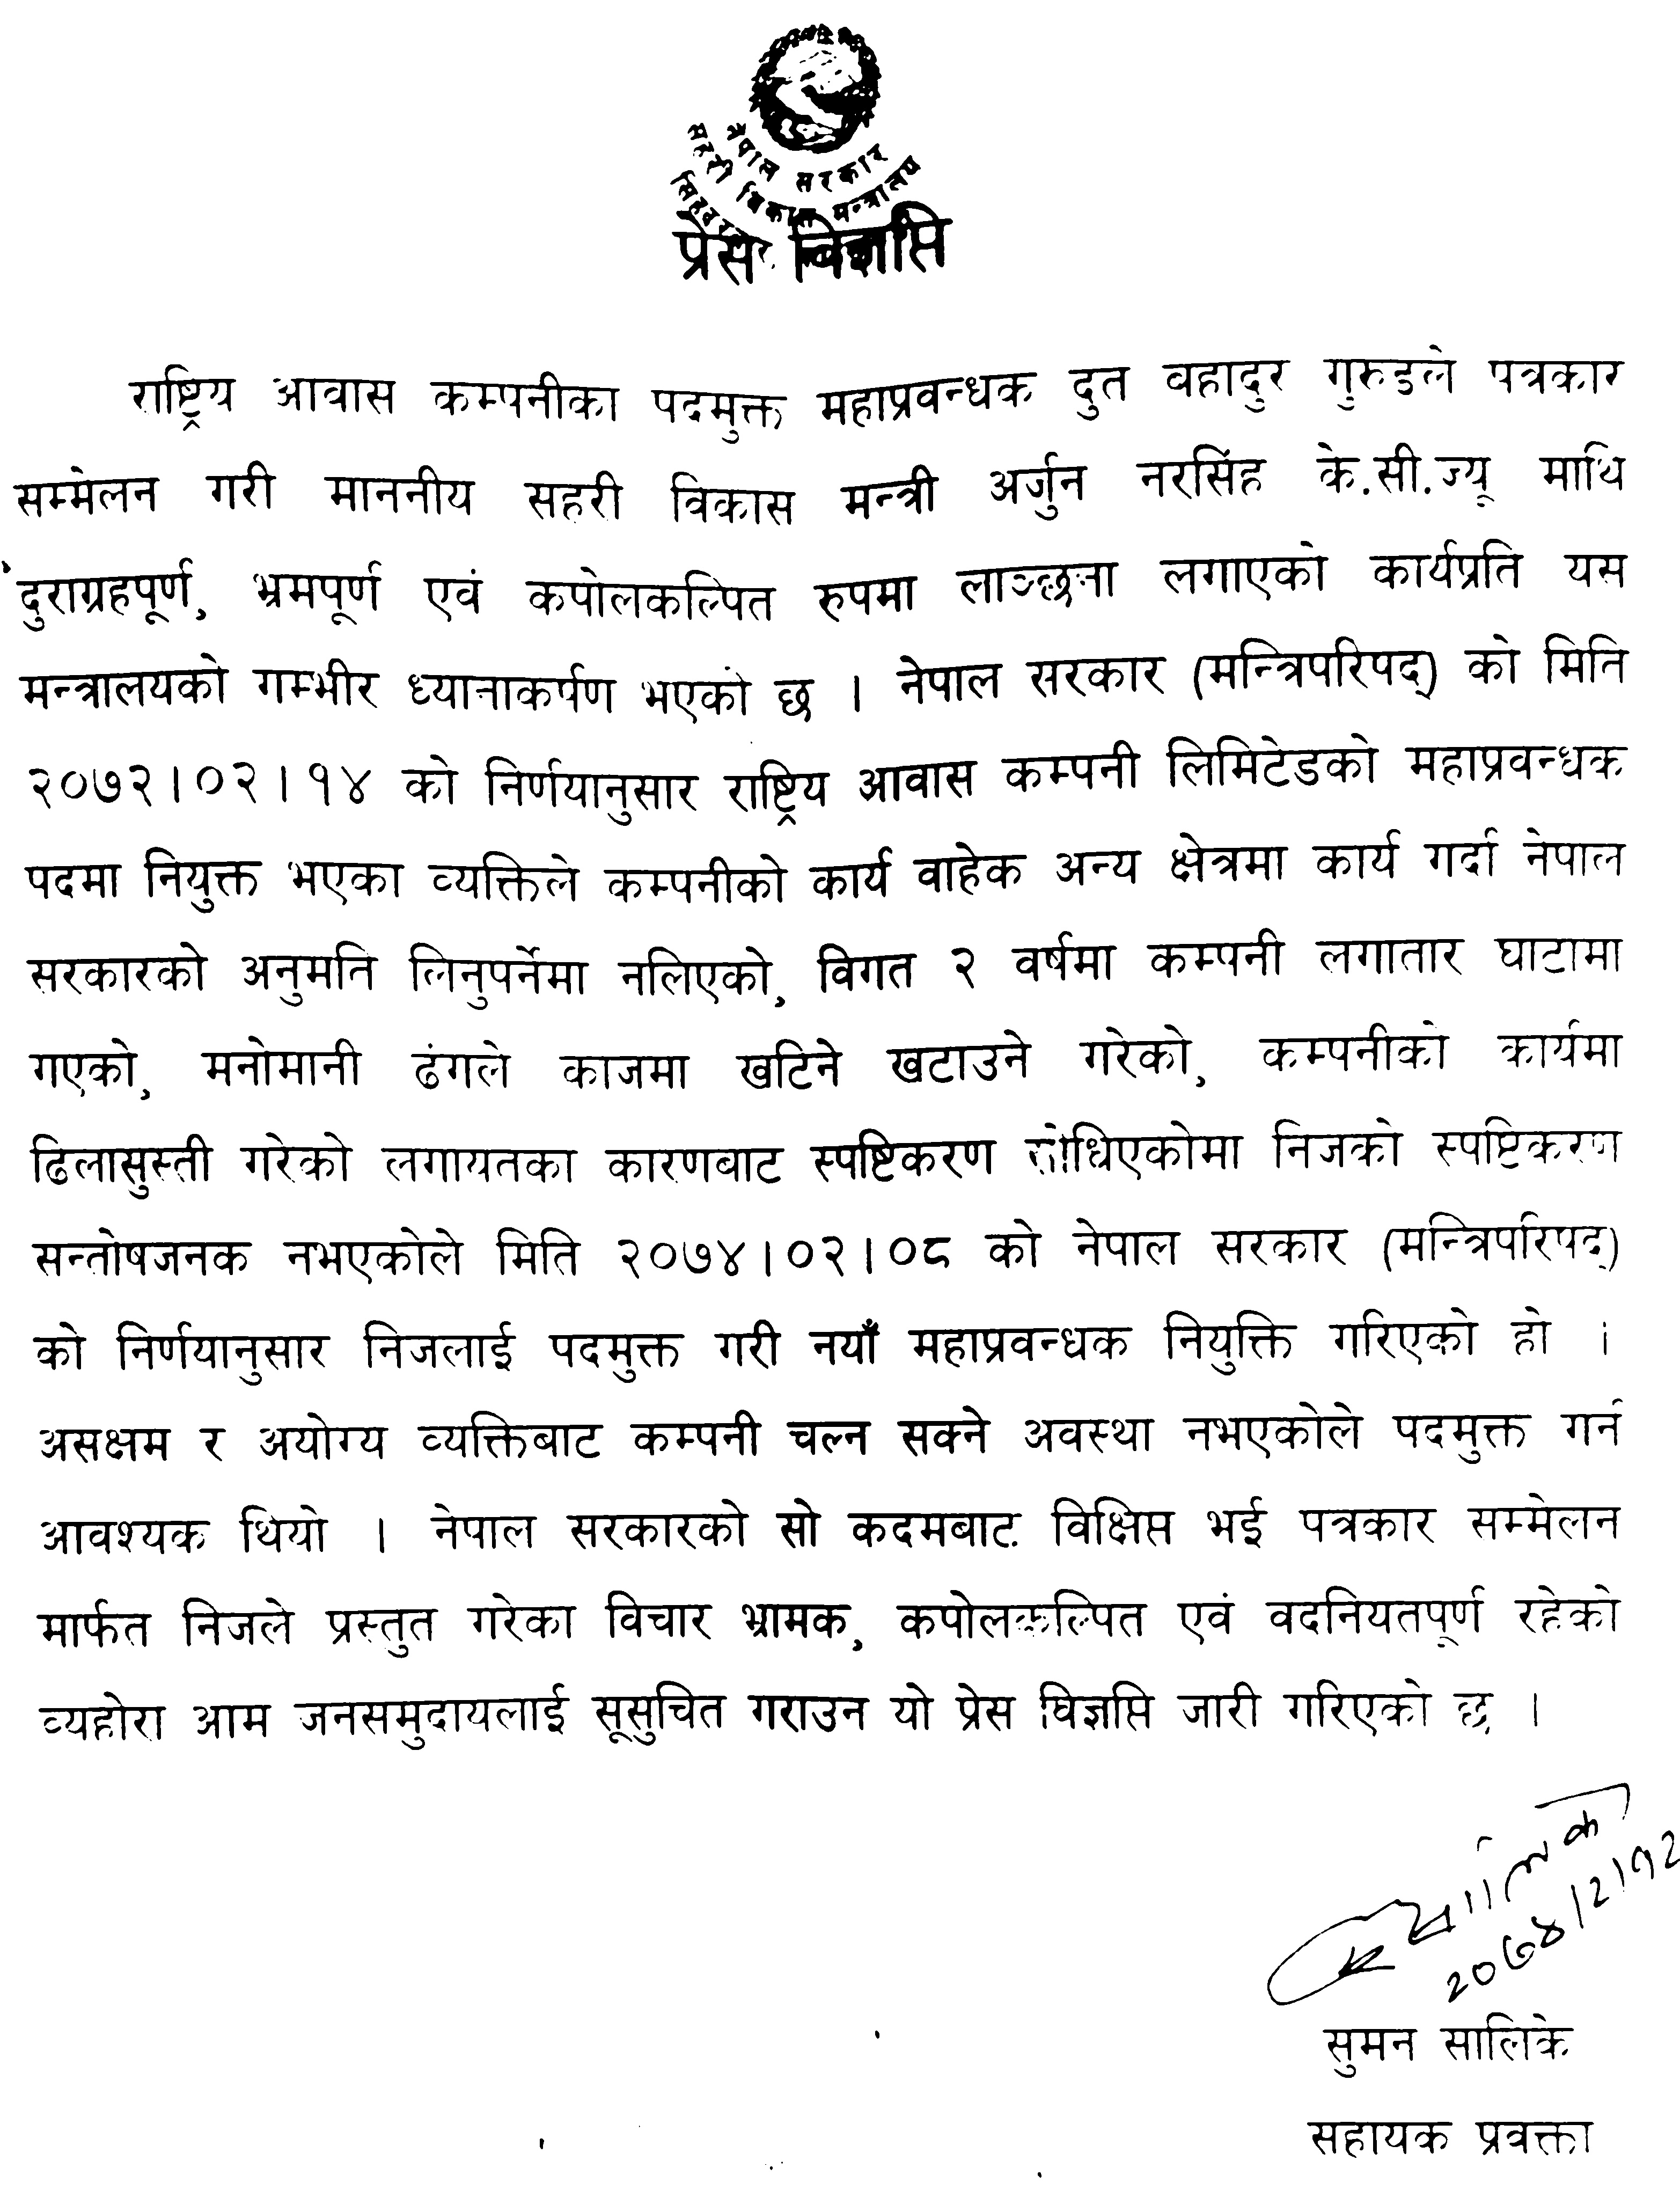 नेपाल सरकार
सहरी विकास मन्त्रालय
प्रेस विज्ञप्ति
राष्ट्रिय आवास कम्पनीका पदमुक्त महाप्रवन्धक दुत वहादुर गुरुङले पत्रकार
सम्मेलन गरी माननीय सहरी विकास मन्त्री अर्जुन नरसिंह के.सी.ज्यू माथि
दुराग्रहपूर्ण, भ्रमपूर्ण एवं कपोलकल्पित रुपमा लाञ्छना लगाएको कार्यप्रति यस
मन्त्रालयको गम्भीर ध्यानाकर्षण भएको छ । नेपाल सरकार (मन्त्रिपरिषद्) को मिति
२०७२।०२।१४ को निर्णयानुसार राष्ट्रिय आवास कम्पनी लिमिटेडको महाप्रवन्धक
पदमा नियुक्त भएका व्यक्तिले कम्पनीको कार्य वाहेक अन्य क्षेत्रमा कार्य गर्दा नेपाल
सरकारको अनुमति लिनुपर्नेमा नलिएको, विगत २ वर्षमा कम्पनी लगातार घाटामा
गएको, मनोमानी ढंगले काजमा खटिने खटाउने गरेको, कम्पनीको कार्यमा
ढिलासुस्ती गरेको लगायतका कारणबाट स्पष्टिकरण सोधिएकोमा निजको स्पष्टिकरण
सन्तोषजनक नभएकोले मिति २०७४।०२।०८ को नेपाल सरकार (मन्त्रिपरिषद्)
को निर्णयानुसार निजलाई पदमुक्त गरी नयाँ महाप्रवन्धक नियुक्ति गरिएको हो ।
असक्षम र अयोग्य व्यक्तिबाट कम्पनी चल्न सक्ने अवस्था नभएकोले पदमुक्त गर्न
आवश्यक थियो । नेपाल सरकारको सो कदमबाट विक्षिप्त भई पत्रकार सम्मेलन
मार्फत निजले प्रस्तुत गरेका विचार भ्रामक, कपोलकल्पित एवं वदनियतपूर्ण रहेको
व्यहोरा आम जनसमुदायलाई सूसुचित गराउन यो प्रेस विज्ञप्ति जारी गरिएको छ ।
२०७४/२/१२
सुमन सालिके
सहायक प्रवक्ता